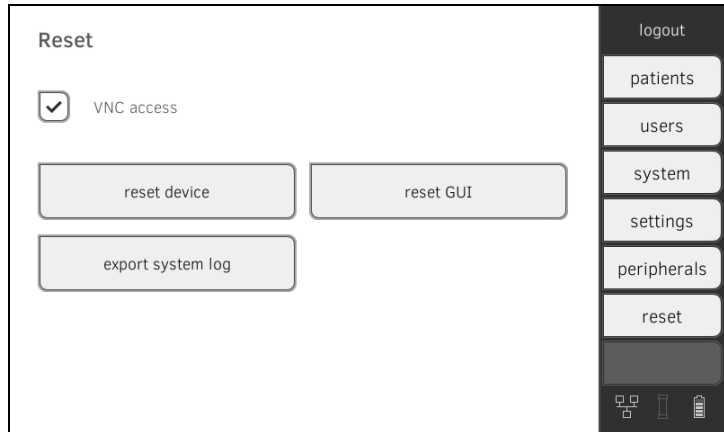 Reset
VNC access
reset device
reset GUI
export system log
logout
patients
users
system
settings
peripherals
reset